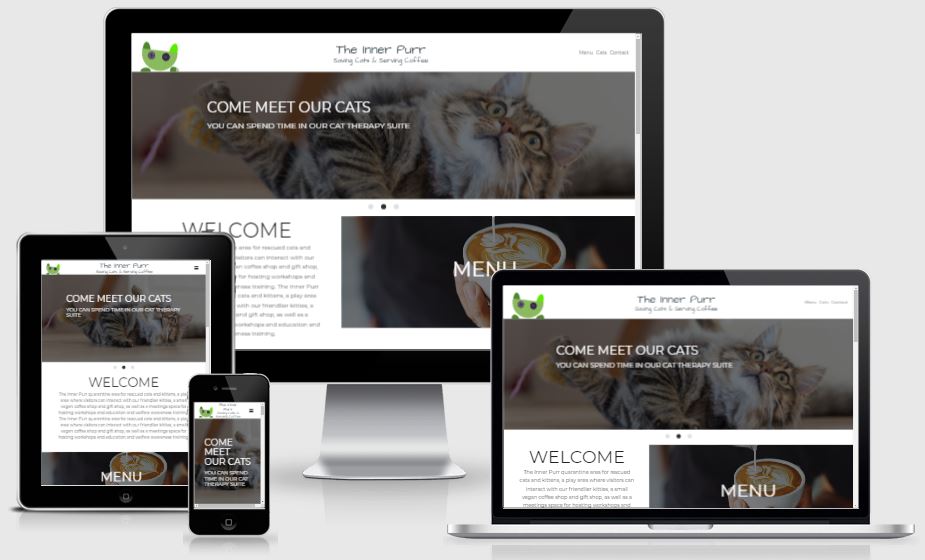 The Inner Purr
Saving Cats & Serving Coffee
Menu Cats Contact
COME MEET OUR CATS
YOU CAN SPEND TIME IN OUR CAT THERAPY SUITE
WELCOME
area for rescued cats and
visitors can interact with our
vegan coffee shop and gift shop,
for hosting workshops and
awareness training. The Inner Purr
cats and kittens, a play area
with our friendlier kitties, a
and gift shop, as well as a
workshops and education and
awareness training.
MENU
The Inner Purr
Saving Cats & Serving Coffee
COME MEET OUR CATS
YOU CAN SPEND TIME IN OUR CAT THERAPY
SUITE
WELCOME
The Inner Purr quarantine area for rescued cats and kittens, a play
area where visitors can interact with our friendlier kitties, a small
vegan coffee shop and gift shop, as well as a meetings space for
hosting workshops and education and welfare awareness training.
The Inner Purr quarantine area for rescued cats and kittens, a play
area where visitors can interact with our friendlier kitties, a small
vegan coffee shop and gift shop, as well as a meetings space for
hosting workshops and education and welfare awareness training.
MENU
The Inner
Purr
Saving Cats &
Serving Coffee
COME
MEET
OUR CATS
YOU CAN SPEND
TIME IN OUR CAT
THERAPY SUITE
The Inner Purr
Saving Cats & Serving Coffee
Menu Cats Contact
COME MEET OUR CATS
YOU CAN SPEND TIME IN OUR CAT THERAPY SUITE
WELCOME
The Inner Purr quarantine area for rescued
cats and kittens, a play area where visitors can
interact with our friendlier kitties, a small
vegan coffee shop and gift shop, as well as a
meetings space for hosting workshops and
MENU